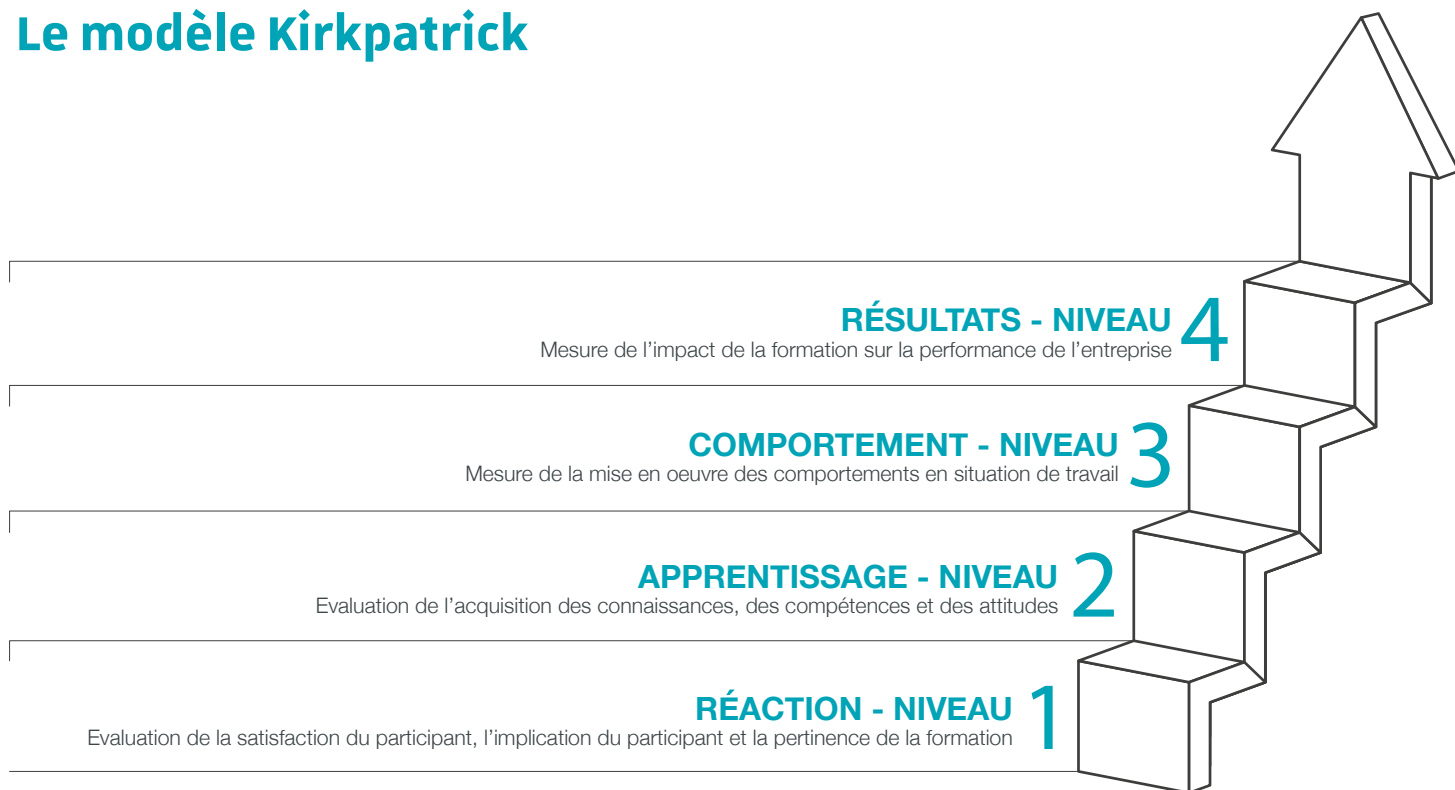 Le modèle Kirkpatrick
RÉSULTATS - NIVEAU 4
Mesure de l'impact de la formation sur la performance de l'entreprise
COMPORTEMENT - NIVEAU 3
Mesure de la mise en oeuvre des comportements en situation de travail
APPRENTISSAGE - NIVEAU 2
Evaluation de l'acquisition des connaissances, des compétences et des attitudes
RÉACTION - NIVEAU 1
Evaluation de la satisfaction du participant, l'implication du participant et la pertinence de la formation